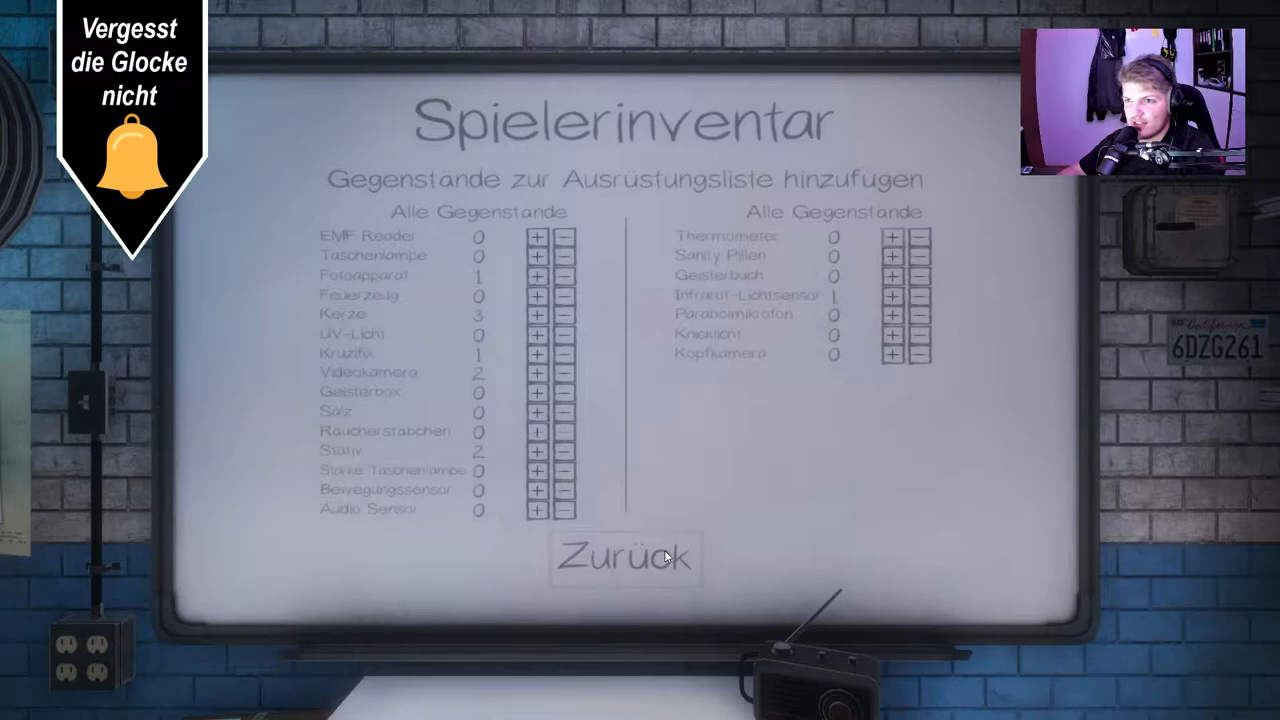 Vergesst
die Glocke
nicht
Spielerinventar
Gegenstande zur Ausrustungsliste hinzufugen
Alle Gegenstande
EMF Reader 0 + -
Taschenlampe 0 + -
Fotoapparat 1 + -
Feuerzeug 0 + -
Kerze 3 + -
UV-Licht 0 + -
Kruzifix 1 + -
Videokamera 2 + -
Geisterbox 0 + -
Salz 0 + -
Raucherstabchen 0 + -
Stativ 2 + -
Starke Taschenlampe 0 + -
Bewegungssensor 0 + -
Audio Sensor 0 + -
Alle Gegenstande
Thermometer 0 + -
Sanity Pillen 0 + -
Geisterbuch 0 + -
Infrarot-Lichtsensor 1 + -
Parabolmikrofon 0 + -
Knicklicht 0 + -
Kopfkamera 0 + -
Zurück
California
6DZG261